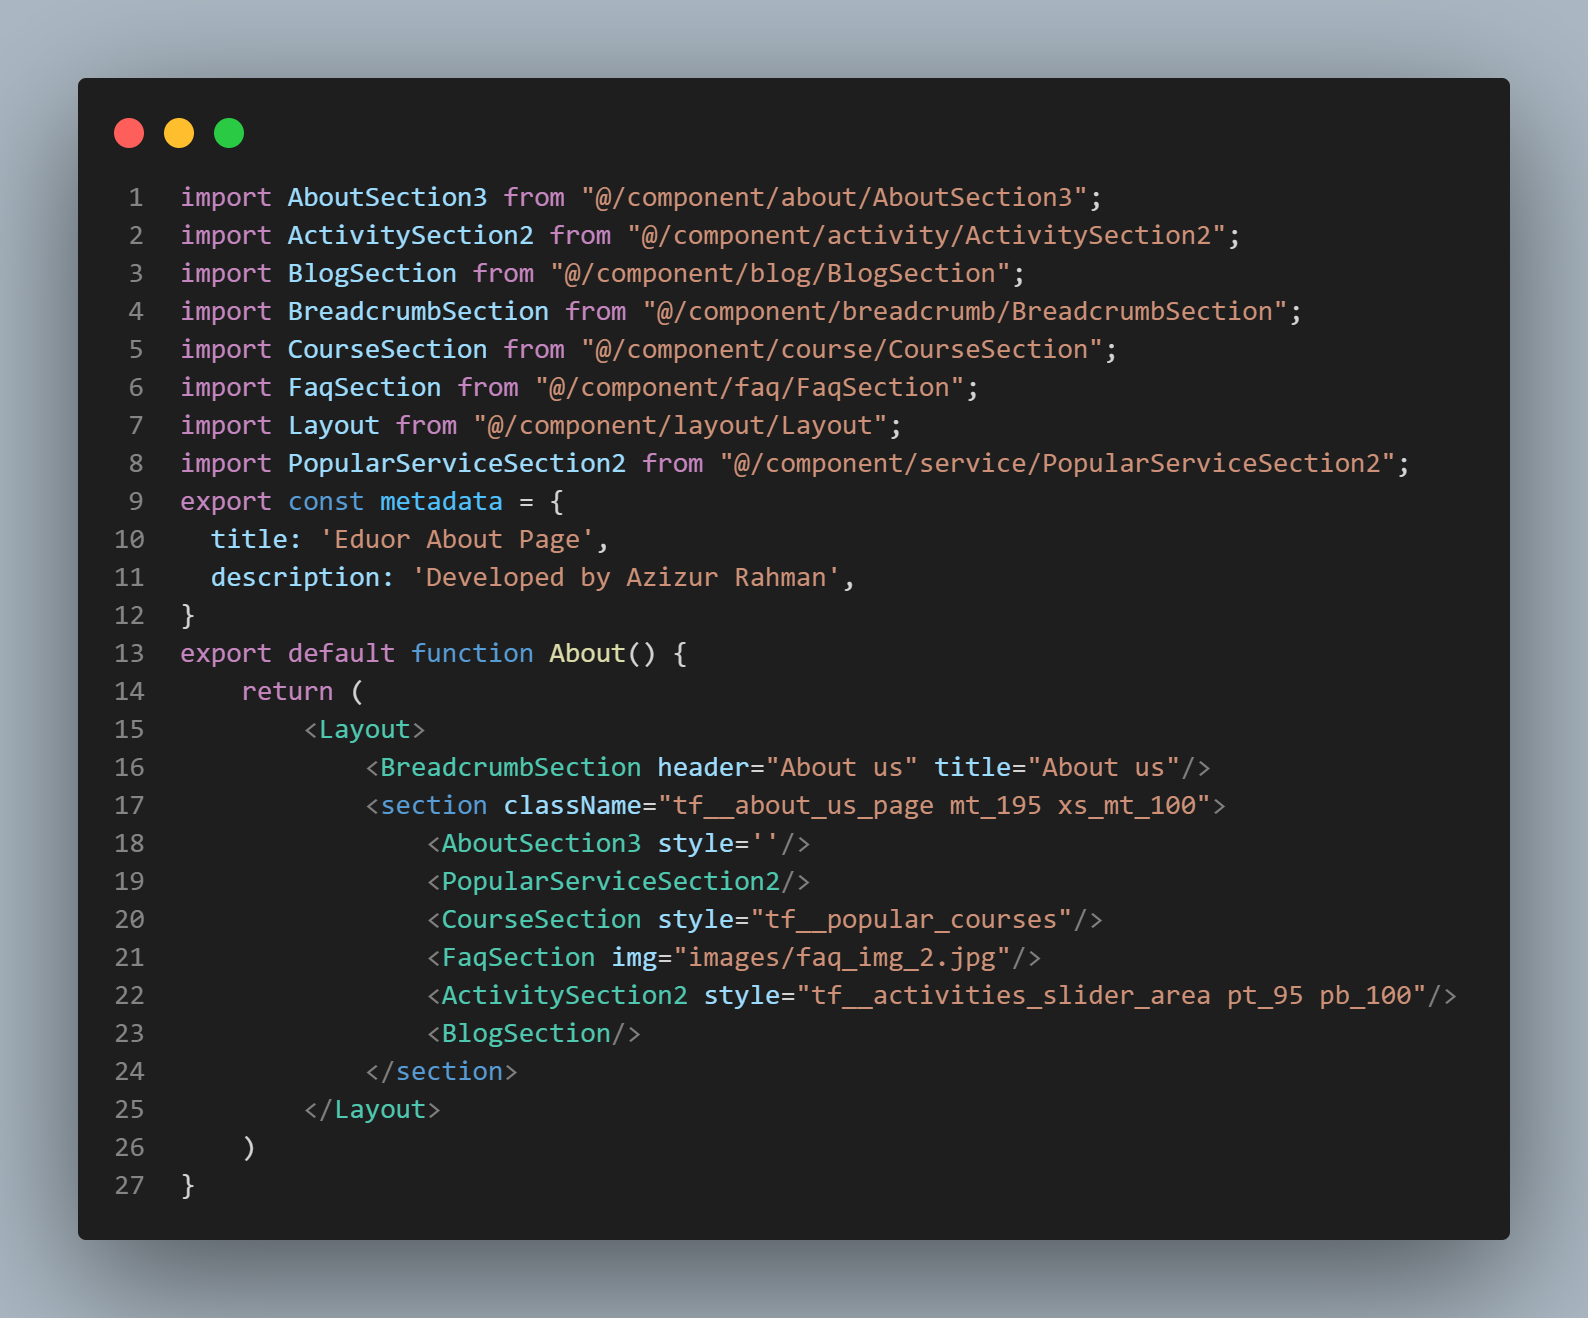 1 import AboutSection3 from "@/component/about/AboutSection3";
2 import ActivitySection2 from "@/component/activity/ActivitySection2";
3 import BlogSection from "@/component/blog/BlogSection";
4 import BreadcrumbSection from "@/component/breadcrumb/BreadcrumbSection";
5 import CourseSection from "@/component/course/CourseSection";
6 import FaqSection from "@/component/faq/FaqSection";
7 import Layout from "@/component/layout/Layout";
8 import PopularServiceSection2 from "@/component/service/PopularServiceSection2";
9 export const metadata = {
10   title: 'Eduor About Page',
11   description: 'Developed by Azizur Rahman',
12 }
13 export default function About() {
14     return (
15         <Layout>
16             <BreadcrumbSection header="About us" title="About us"/>
17             <section className="tf__about_us_page mt_195 xs_mt_100">
18                 <AboutSection3 style=''/>
19                 <PopularServiceSection2/>
20                 <CourseSection style="tf__popular_courses"/>
21                 <FaqSection img="images/faq_img_2.jpg"/>
22                 <ActivitySection2 style="tf__activities_slider_area pt_95 pb_100"/>
23                 <BlogSection/>
24             </section>
25         </Layout>
26     )
27 }